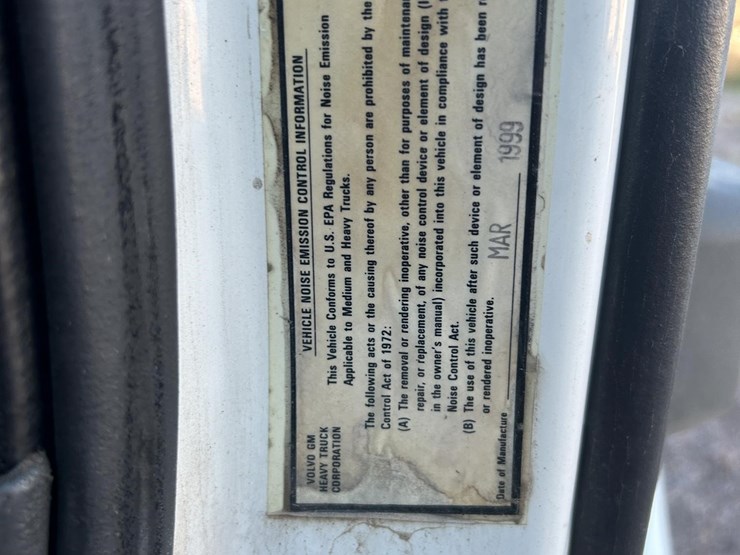 VOLVO GM
HEAVY TRUCK
CORPORATION
VEHICLE NOISE EMISSION CONTROL INFORMATION
This Vehicle Conforms to U.S. EPA Regulations for Noise Emission
Applicable to Medium and Heavy Trucks.
The following acts or the causing thereof by any person are prohibited by the
Control Act of 1972:
(A) The removal or rendering inoperative, other than for purposes of
repair, or replacement, of any noise control device or element of design
in the owner's manual) incorporated into this vehicle in compliance with
Noise Control Act.
(B) The use of this vehicle after such device or element of design has been
or rendered inoperative.
Date of Manufacture MAR 1999